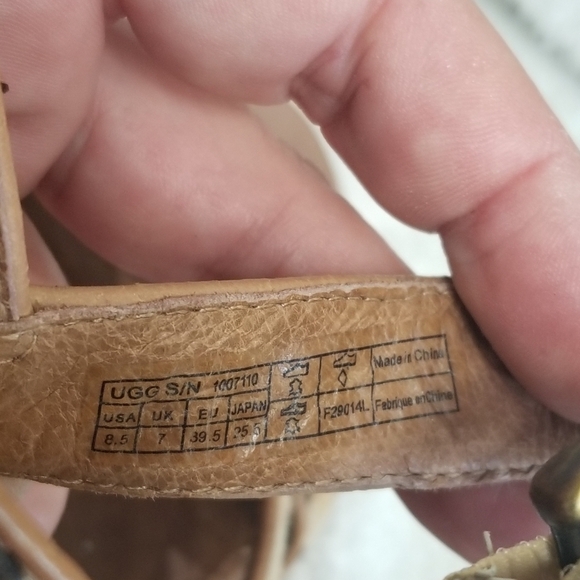 UGG S/N 1007110 Made in China
USA UK EU JAPAN F29014L Fabriqué en Chine
8.5 7 39.5 25.5